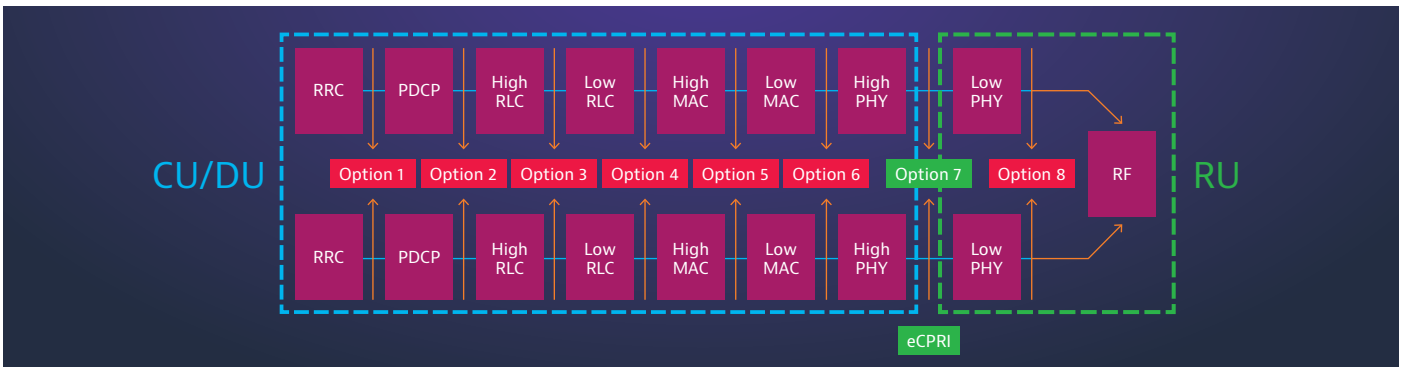 RRC
PDCP
High
RLC
Low
RLC
High
MAC
Low
MAC
High
PHY
Low
PHY
CU/DU
Option 1
Option 2
Option 3
Option 4
Option 5
Option 6
Option 7
Option 8
RF
RU
RRC
PDCP
High
RLC
Low
RLC
High
MAC
Low
MAC
High
PHY
Low
PHY
eCPRI